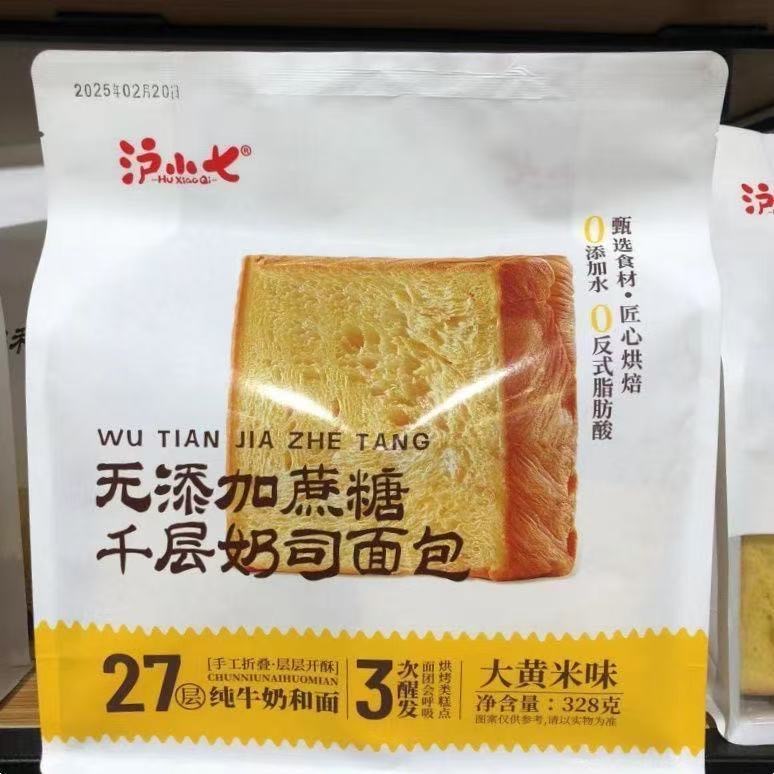 2025年02月20日
沪小七®
-Hu XiaoQi-
甄选食材·匠心烘焙
0添加水 0反式脂肪酸
WU TIAN JIA ZHE TANG
无添加蔗糖
千层奶司面包
27层
[手工折叠·层层开酥]
CHUNNIUNAIHUOMIAN
纯牛奶和面
3次醒发
面团会呼吸
烘烤类糕点
大黄米味
净含量:328克
图案仅供参考,请以实物为准
沪